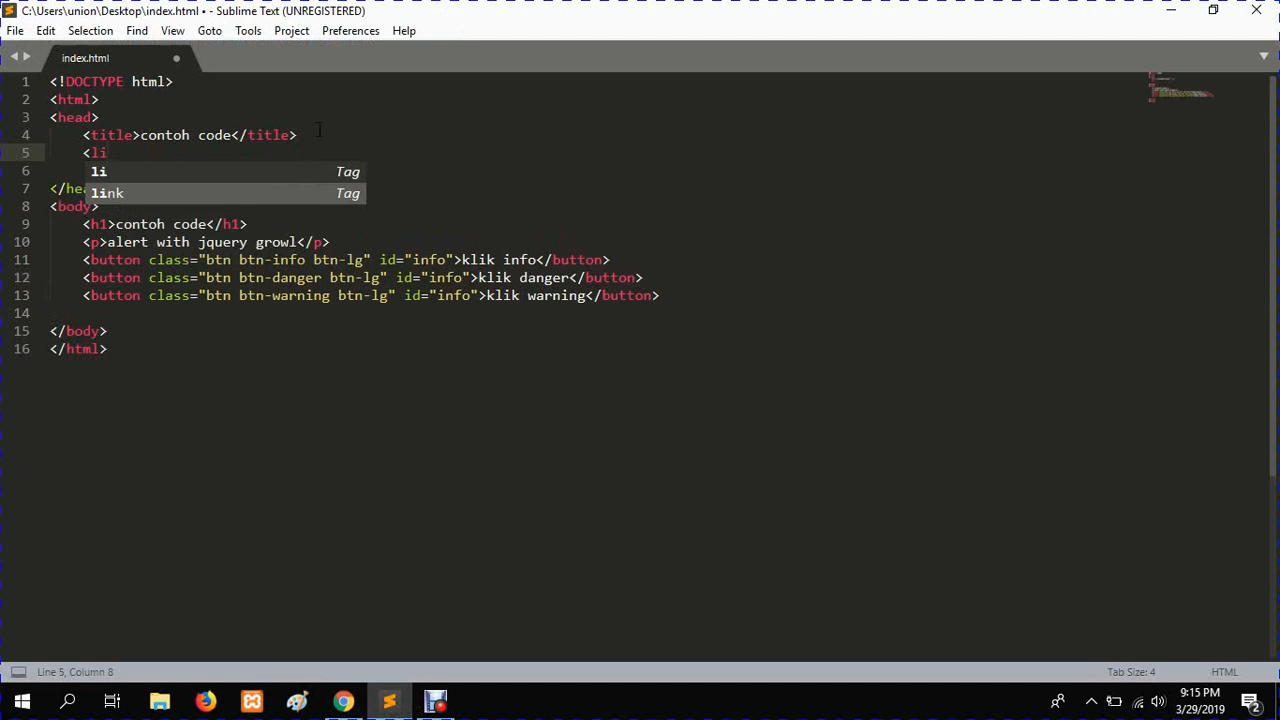 C:\Users\union\Desktop\index.html • - Sublime Text (UNREGISTERED)
File Edit Selection Find View Goto Tools Project Preferences Help
index.html
1 <!DOCTYPE html>
2 <html>
3 <head>
4 <title>contoh code</title>
5 <li
6 li Tag
7 </hea link Tag
8 <body>
9 <h1>contoh code</h1>
10 <p>alert with jquery growl</p>
11 <button class="btn btn-info btn-lg" id="info">klik info</button>
12 <button class="btn btn-danger btn-lg" id="info">klik danger</button>
13 <button class="btn btn-warning btn-lg" id="info">klik warning</button>
14
15 </body>
16 </html>
Line 5, Column 8 Tab Size: 4 HTML
9:15 PM
3/29/2019
2